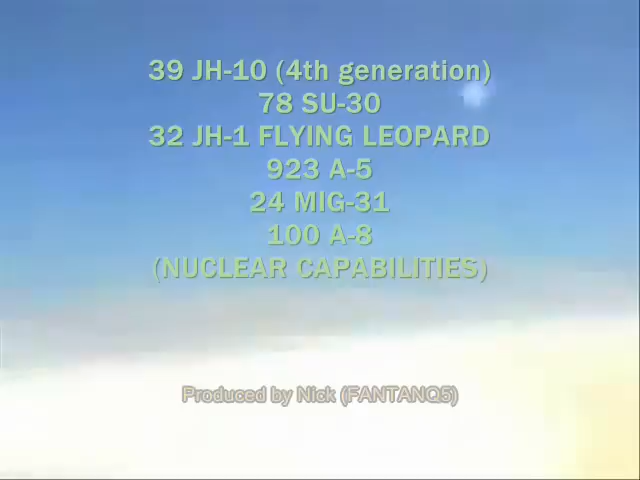 39 JH-10 (4th generation)
78 SU-30
32 JH-1 FLYING LEOPARD
923 A-5
24 MIG-31
100 A-8
(NUCLEAR CAPABILITIES)
Produced by Nick (FANTANQ5)